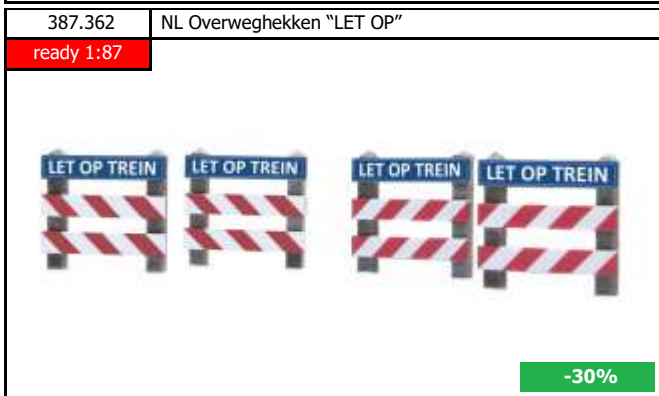 387.362 NL Overweghekken “LET OP”
ready 1:87
LET OP TREIN LET OP TREIN LET OP TREIN LET OP TREIN
-30%